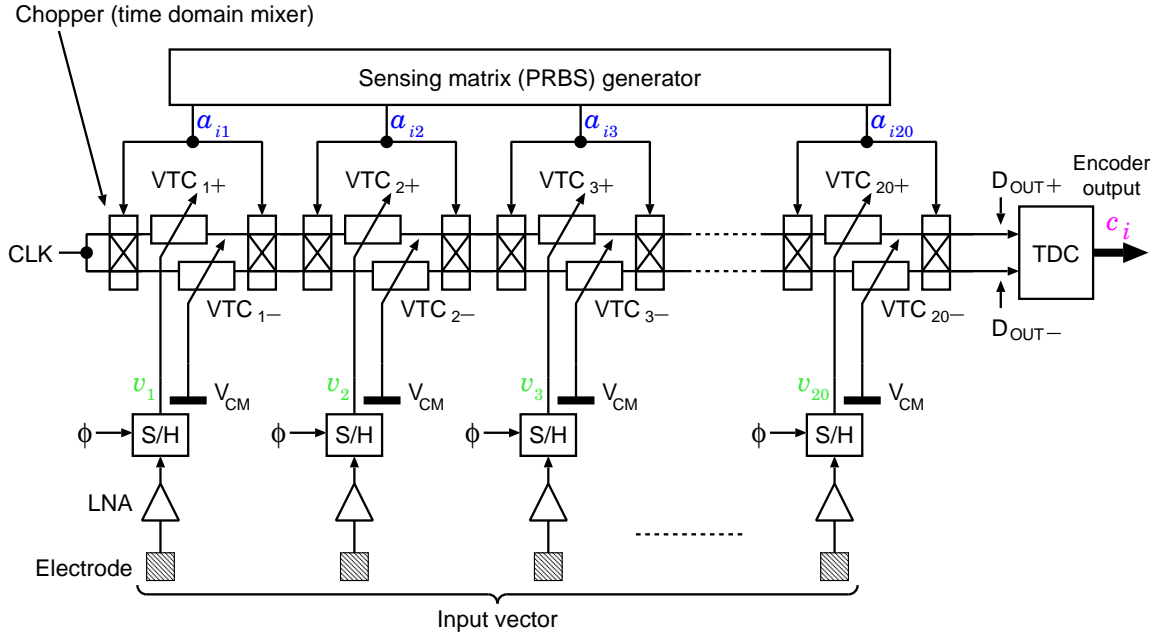 Chopper (time domain mixer)
Sensing matrix (PRBS) generator
a i1
a i2
a i3
a i20
VTC 1+
VTC 2+
VTC 3+
VTC 20+
D OUT+
Encoder
output
c i
CLK
TDC
VTC 1−
VTC 2−
VTC 3−
VTC 20−
D OUT−
v 1
v 2
v 3
v 20
V CM
V CM
V CM
V CM
ϕ
S/H
ϕ
S/H
ϕ
S/H
ϕ
S/H
LNA
Electrode
Input vector